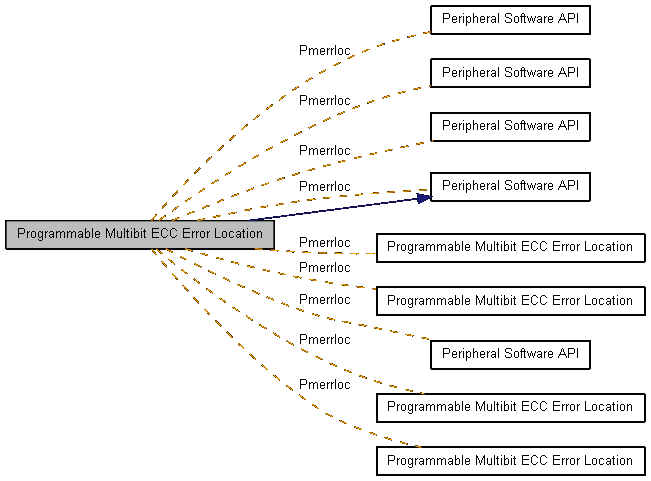 Peripheral Software API
Pmerrloc
Peripheral Software API
Pmerrloc
Peripheral Software API
Pmerrloc
Peripheral Software API
Pmerrloc
Programmable Multibit ECC Error Location
Pmerrloc
Programmable Multibit ECC Error Location
Pmerrloc
Programmable Multibit ECC Error Location
Pmerrloc
Peripheral Software API
Pmerrloc
Programmable Multibit ECC Error Location
Pmerrloc
Programmable Multibit ECC Error Location